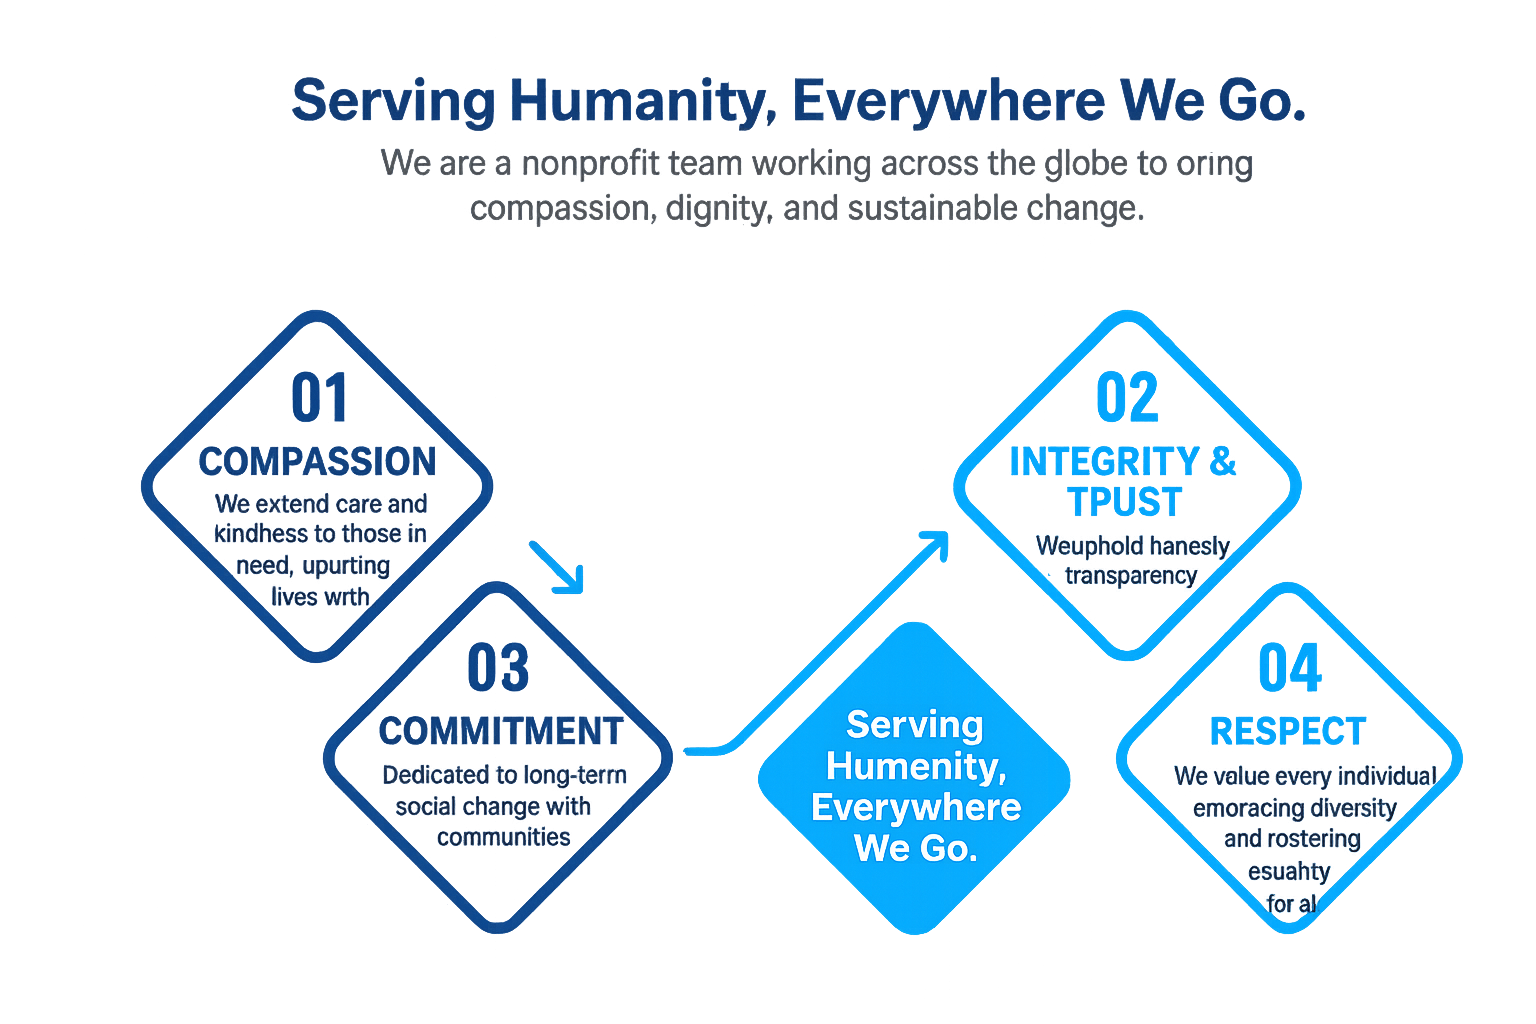 Serving Humanity, Everywhere We Go.
We are a nonprofit team working across the globe to oring
compassion, dignity, and sustainable change.
01
COMPASSION
We extend care and
kindhess to those in
need, upurting
lives wrth
02
INTEGRITY &
TPUST
Weuphold hanesly
transparency
03
COMMITMENT
Dedicated to long-terrn
social change with
communities
Serving
Humenity,
Everywhere
We Go.
04
RESPECT
We value every individual
emoracing diversity
and rostering
esuahty
for al